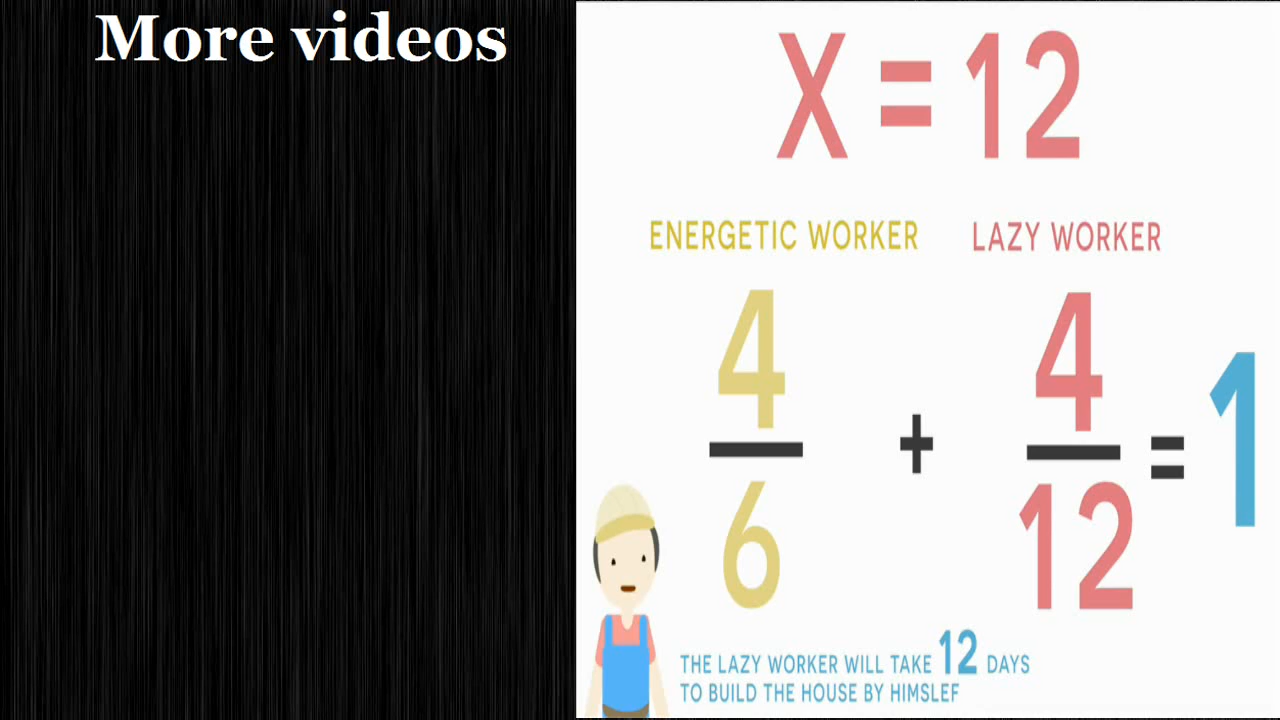 More videos
X = 12
ENERGETIC WORKER LAZY WORKER
4/6 + 4/12 = 1
THE LAZY WORKER WILL TAKE 12 DAYS
TO BUILD THE HOUSE BY HIMSLEF